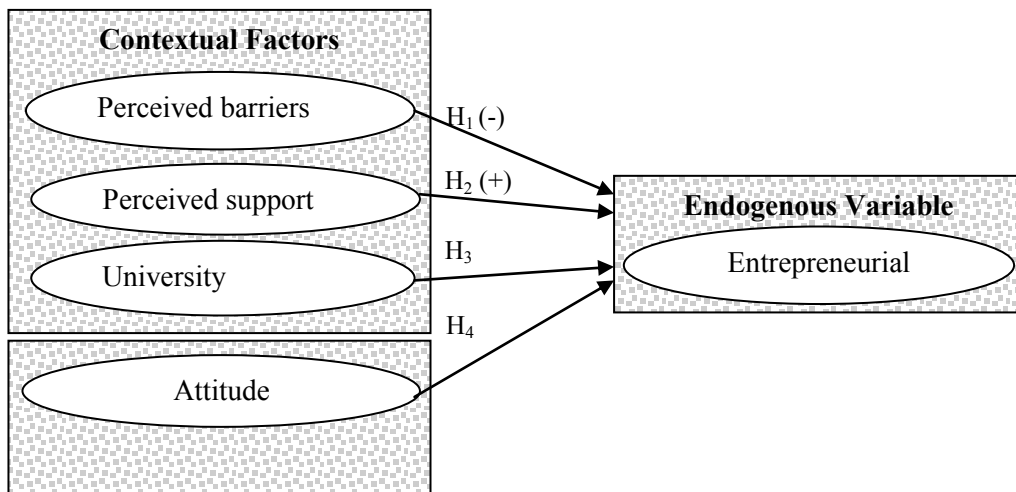 Contextual Factors
Perceived barriers
Perceived support
University
Attitude
H₁ (-)
H₂ (+)
H₃
H₄
Endogenous Variable
Entrepreneurial